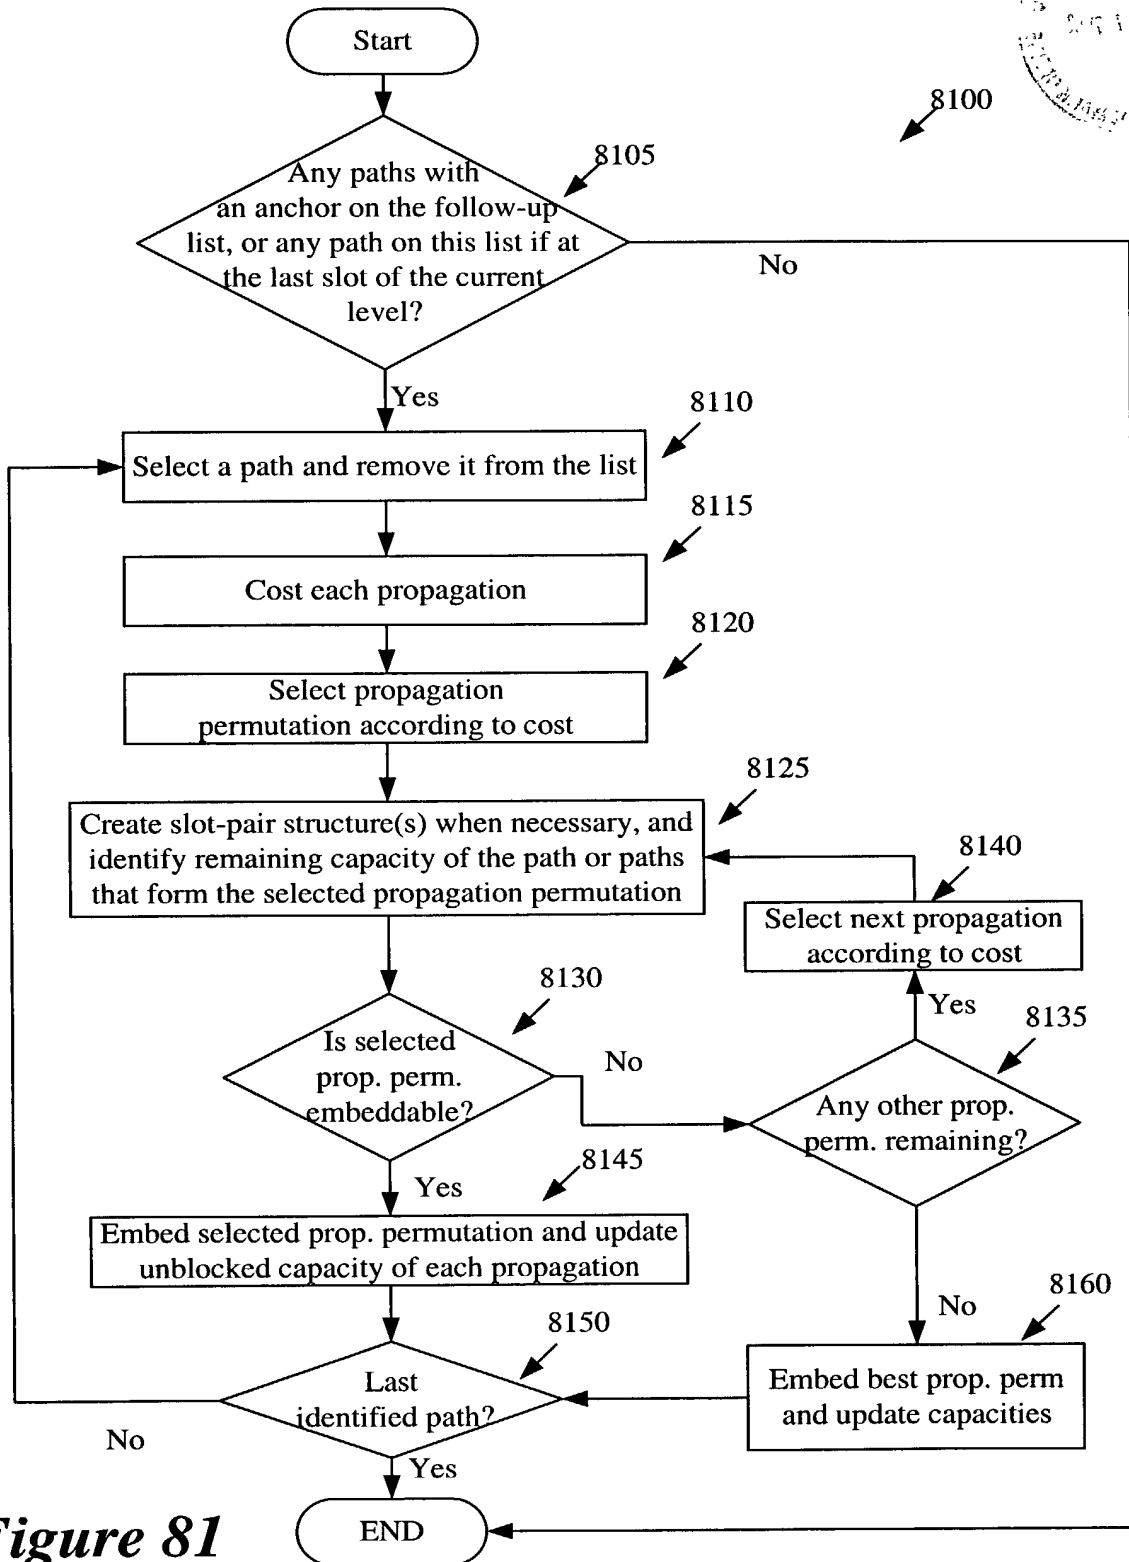 Start
8100
8105
Any paths with
an anchor on the follow-up
list, or any path on this list if at
the last slot of the current
level?
No
Yes
8110
Select a path and remove it from the list
8115
Cost each propagation
8120
Select propagation
permutation according to cost
8125
Create slot-pair structure(s) when necessary, and
identify remaining capacity of the path or paths
that form the selected propagation permutation
8140
Select next propagation
according to cost
8130
Is selected
prop. perm.
embeddable?
No
Yes
8135
Any other prop.
perm. remaining?
8145
Yes
Embed selected prop. permutation and update
unblocked capacity of each propagation
No
8160
Embed best prop. perm
and update capacities
8150
Last
identified path?
No
Yes
END
Figure 81